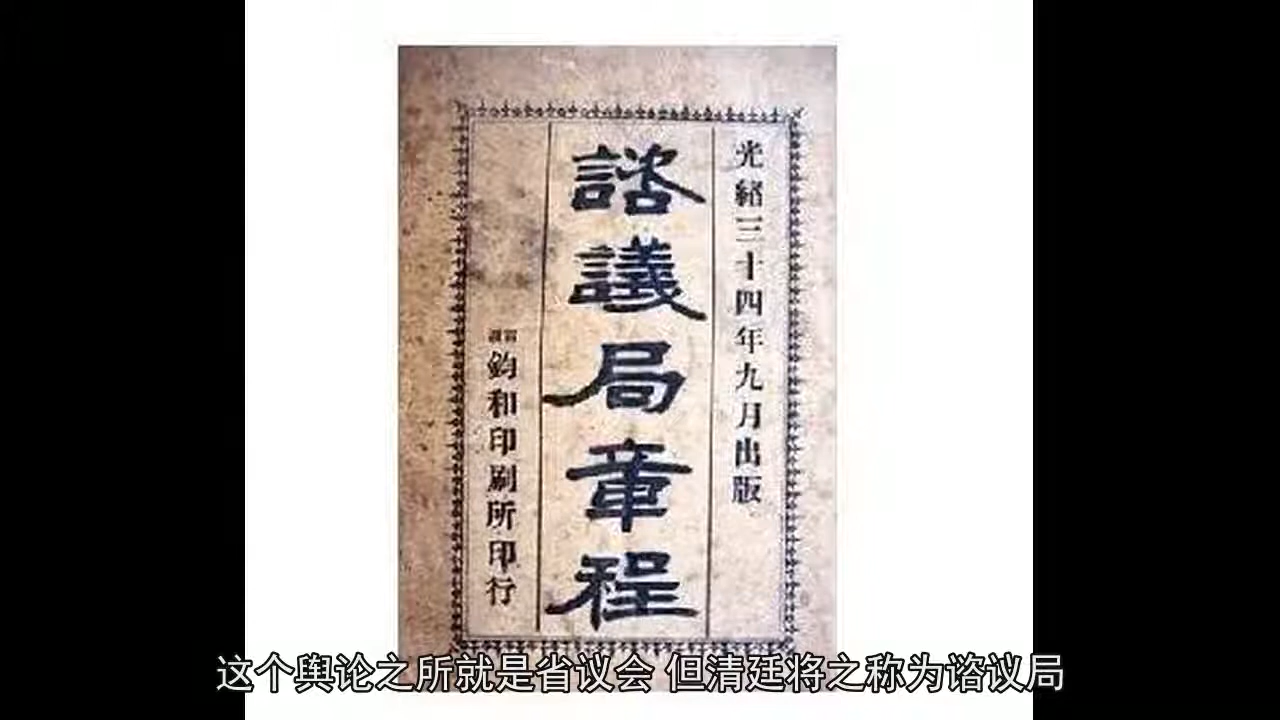 光緒三十四年九月出版
諮議局章程
鈞和印刷所印行
这个舆论之所就是省议会 但清廷将之称为谘议局